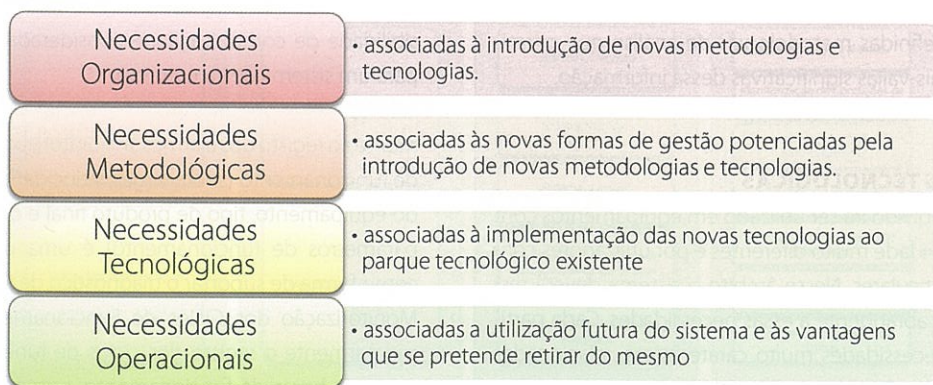 Necessidades
Organizacionais
• associadas à introdução de novas metodologias e
tecnologias.
Necessidades
Metodológicas
• associadas às novas formas de gestão potenciadas pela
introdução de novas metodologias e tecnologias.
Necessidades
Tecnológicas
• associadas à implementação das novas tecnologias ao
parque tecnológico existente
Necessidades
Operacionais
• associadas a utilização futura do sistema e às vantagens
que se pretende retirar do mesmo